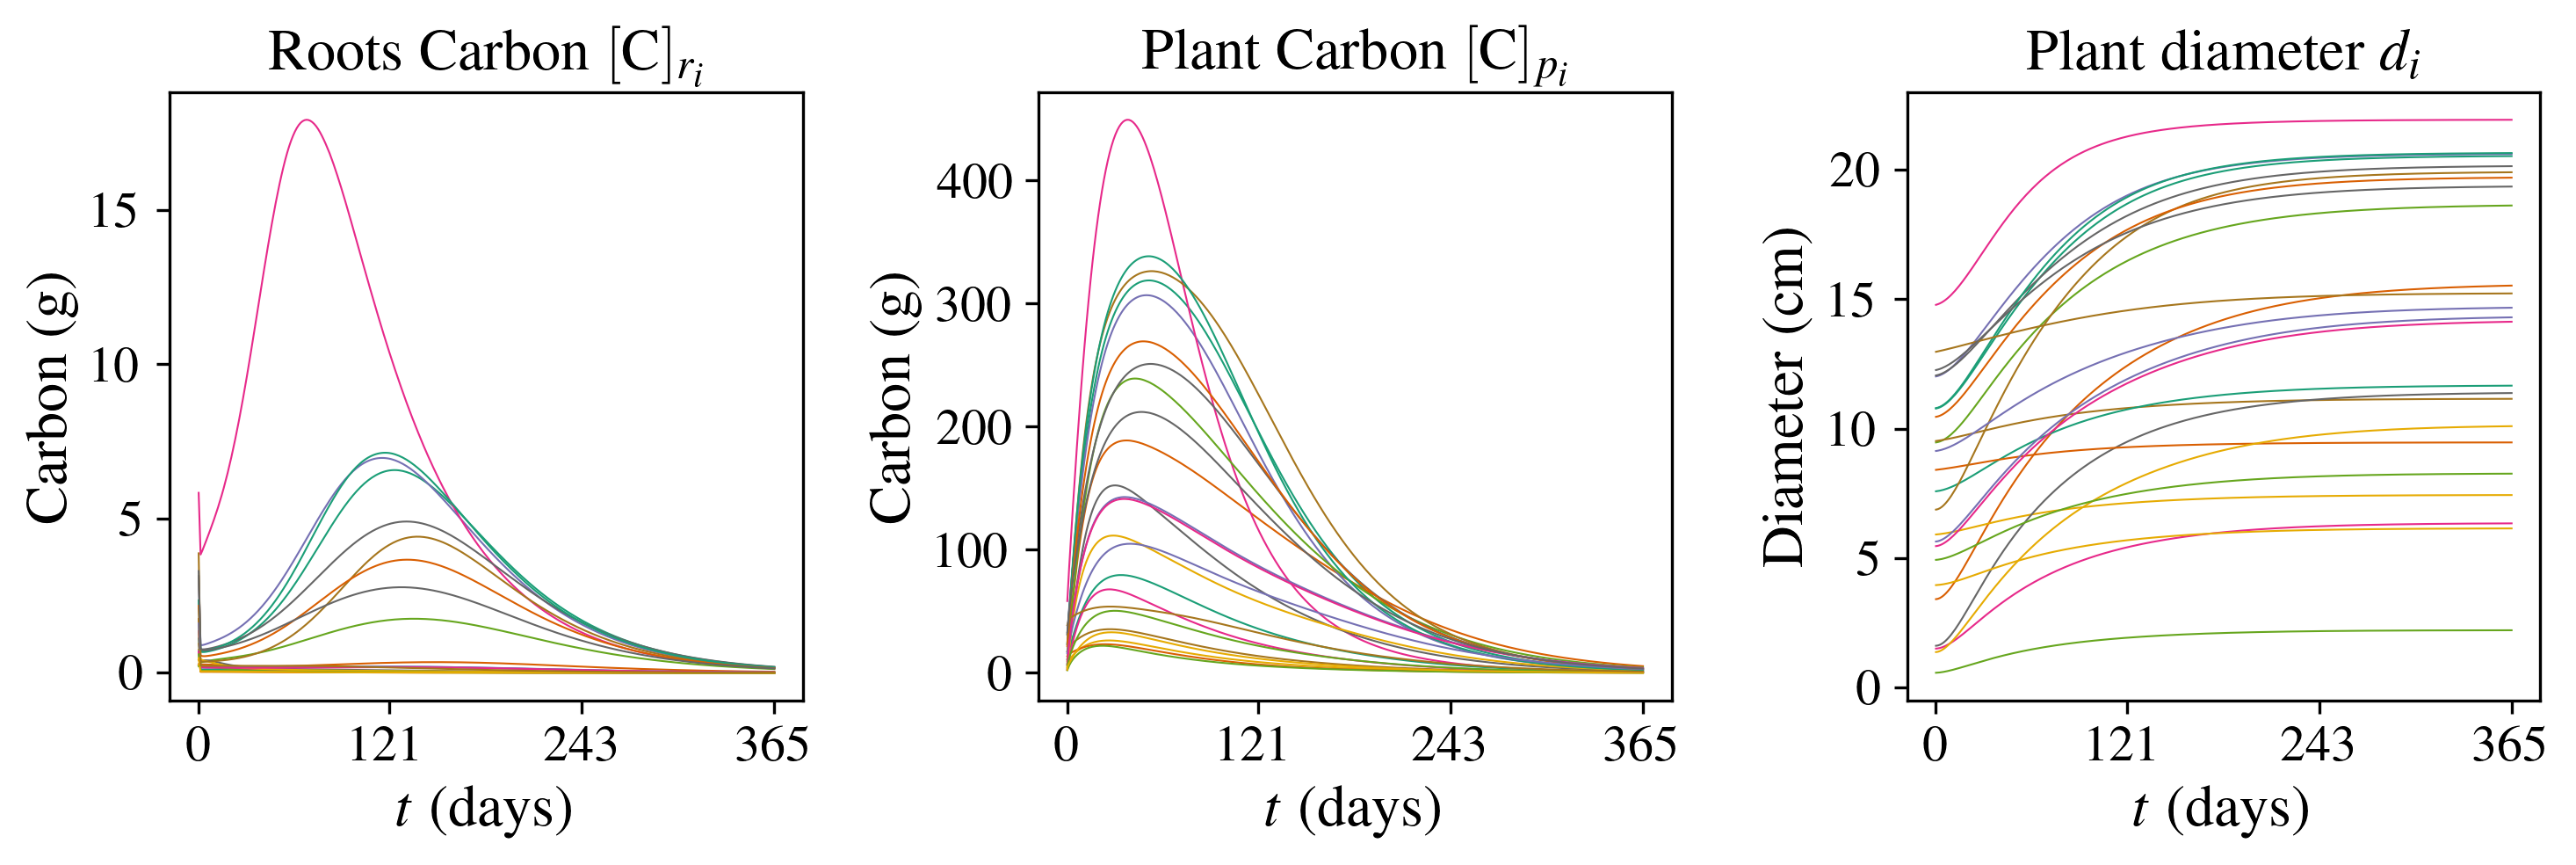 Roots Carbon [C]_{r_i}
Carbon (g)
15
10
5
0
0 121 243 365
t (days)
Plant Carbon [C]_{p_i}
Carbon (g)
400
300
200
100
0
0 121 243 365
t (days)
Plant diameter d_i
Diameter (cm)
20
15
10
5
0
0 121 243 365
t (days)